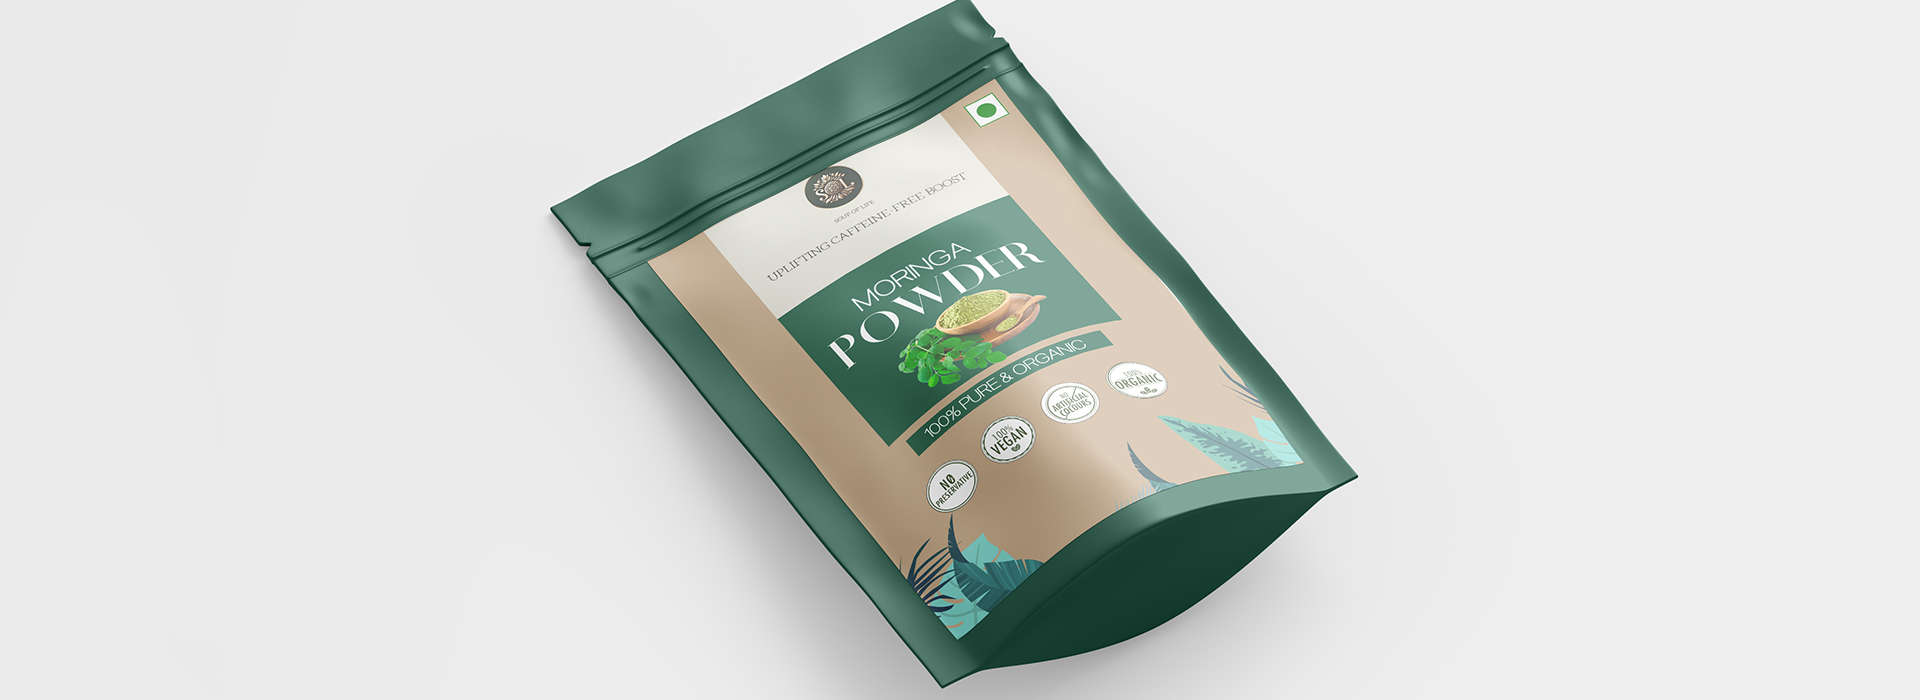 SOL
SOUP OF LIFE
UPLIFTING CAFFEINE-FREE BOOST
MORINGA
POWDER
100% PURE & ORGANIC
NO
PRESERVATIVE
100%
VEGAN
NO
ARTIFICIAL
COLOURS
100%
ORGANIC